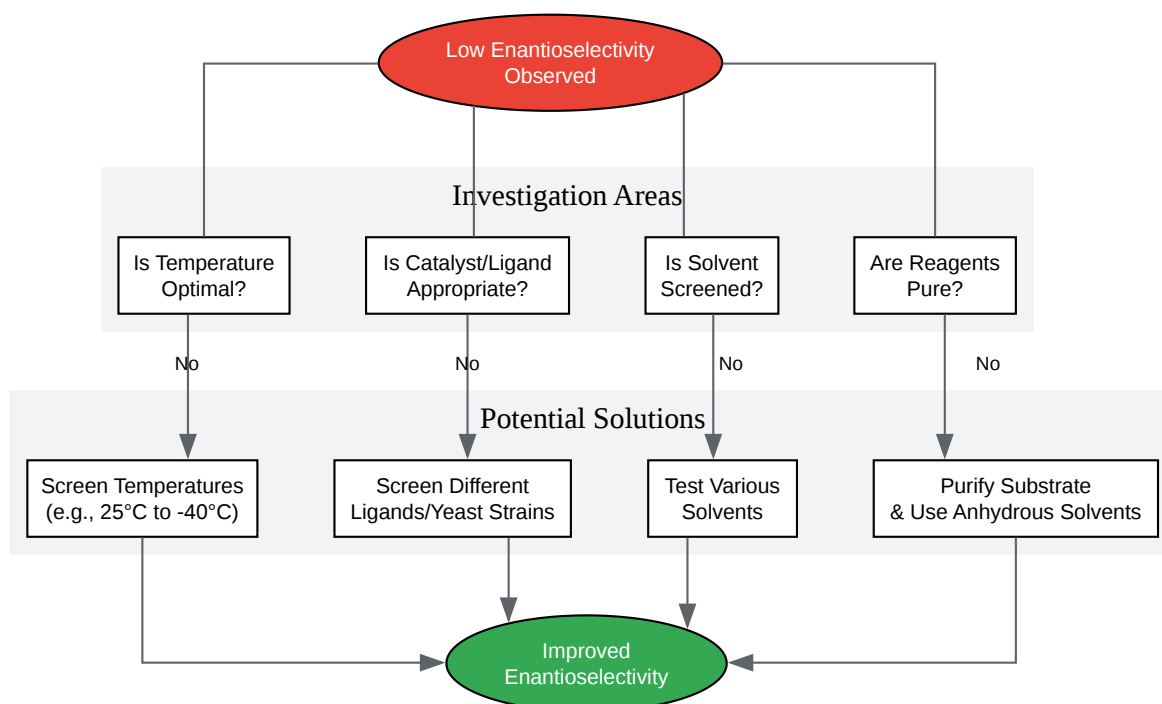 Low Enantioselectivity
Observed
Investigation Areas
Is Temperature
Optimal?
Is Catalyst/Ligand
Appropriate?
Is Solvent
Screened?
Are Reagents
Pure?
No
No
No
No
Potential Solutions
Screen Temperatures
(e.g., 25°C to -40°C)
Screen Different
Ligands/Yeast Strains
Test Various
Solvents
Purify Substrate
& Use Anhydrous Solvents
Improved
Enantioselectivity